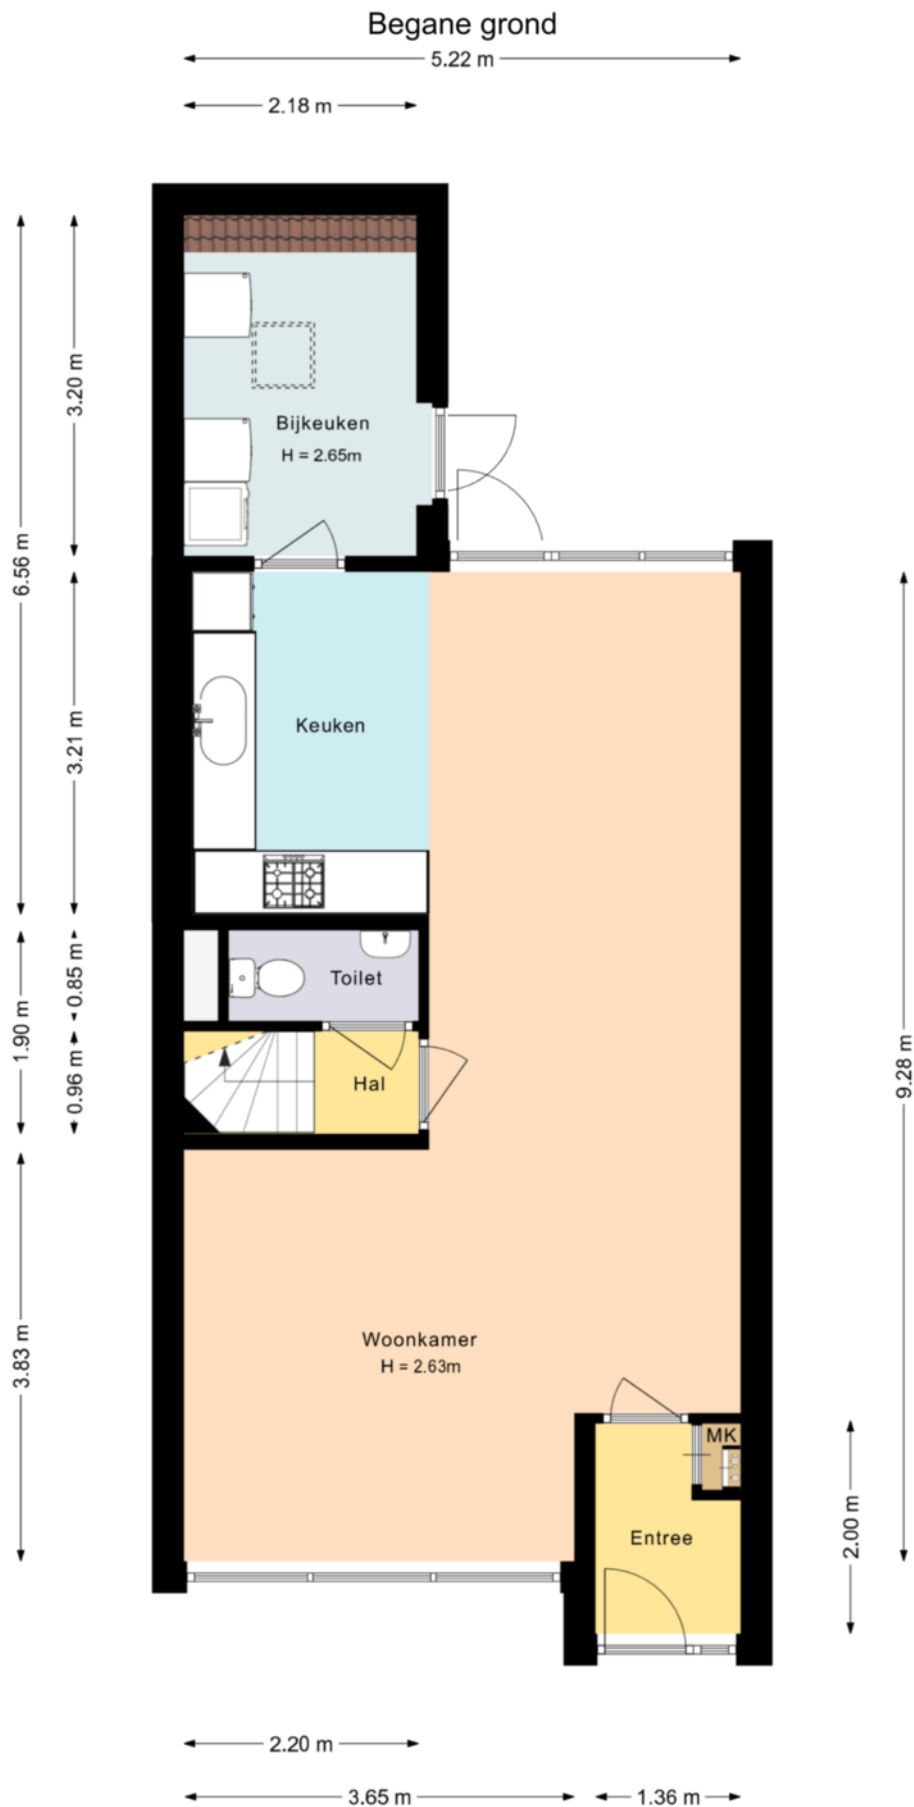 Begane grond
5.22 m
2.18 m
3.20 m
6.56 m
Bijkeuken
H = 2.65m
3.21 m
Keuken
9.28 m
0.85 m
1.90 m
Toilet
0.96 m
Hal
3.83 m
Woonkamer
H = 2.63m
MK
2.00 m
Entree
2.20 m
3.65 m
1.36 m